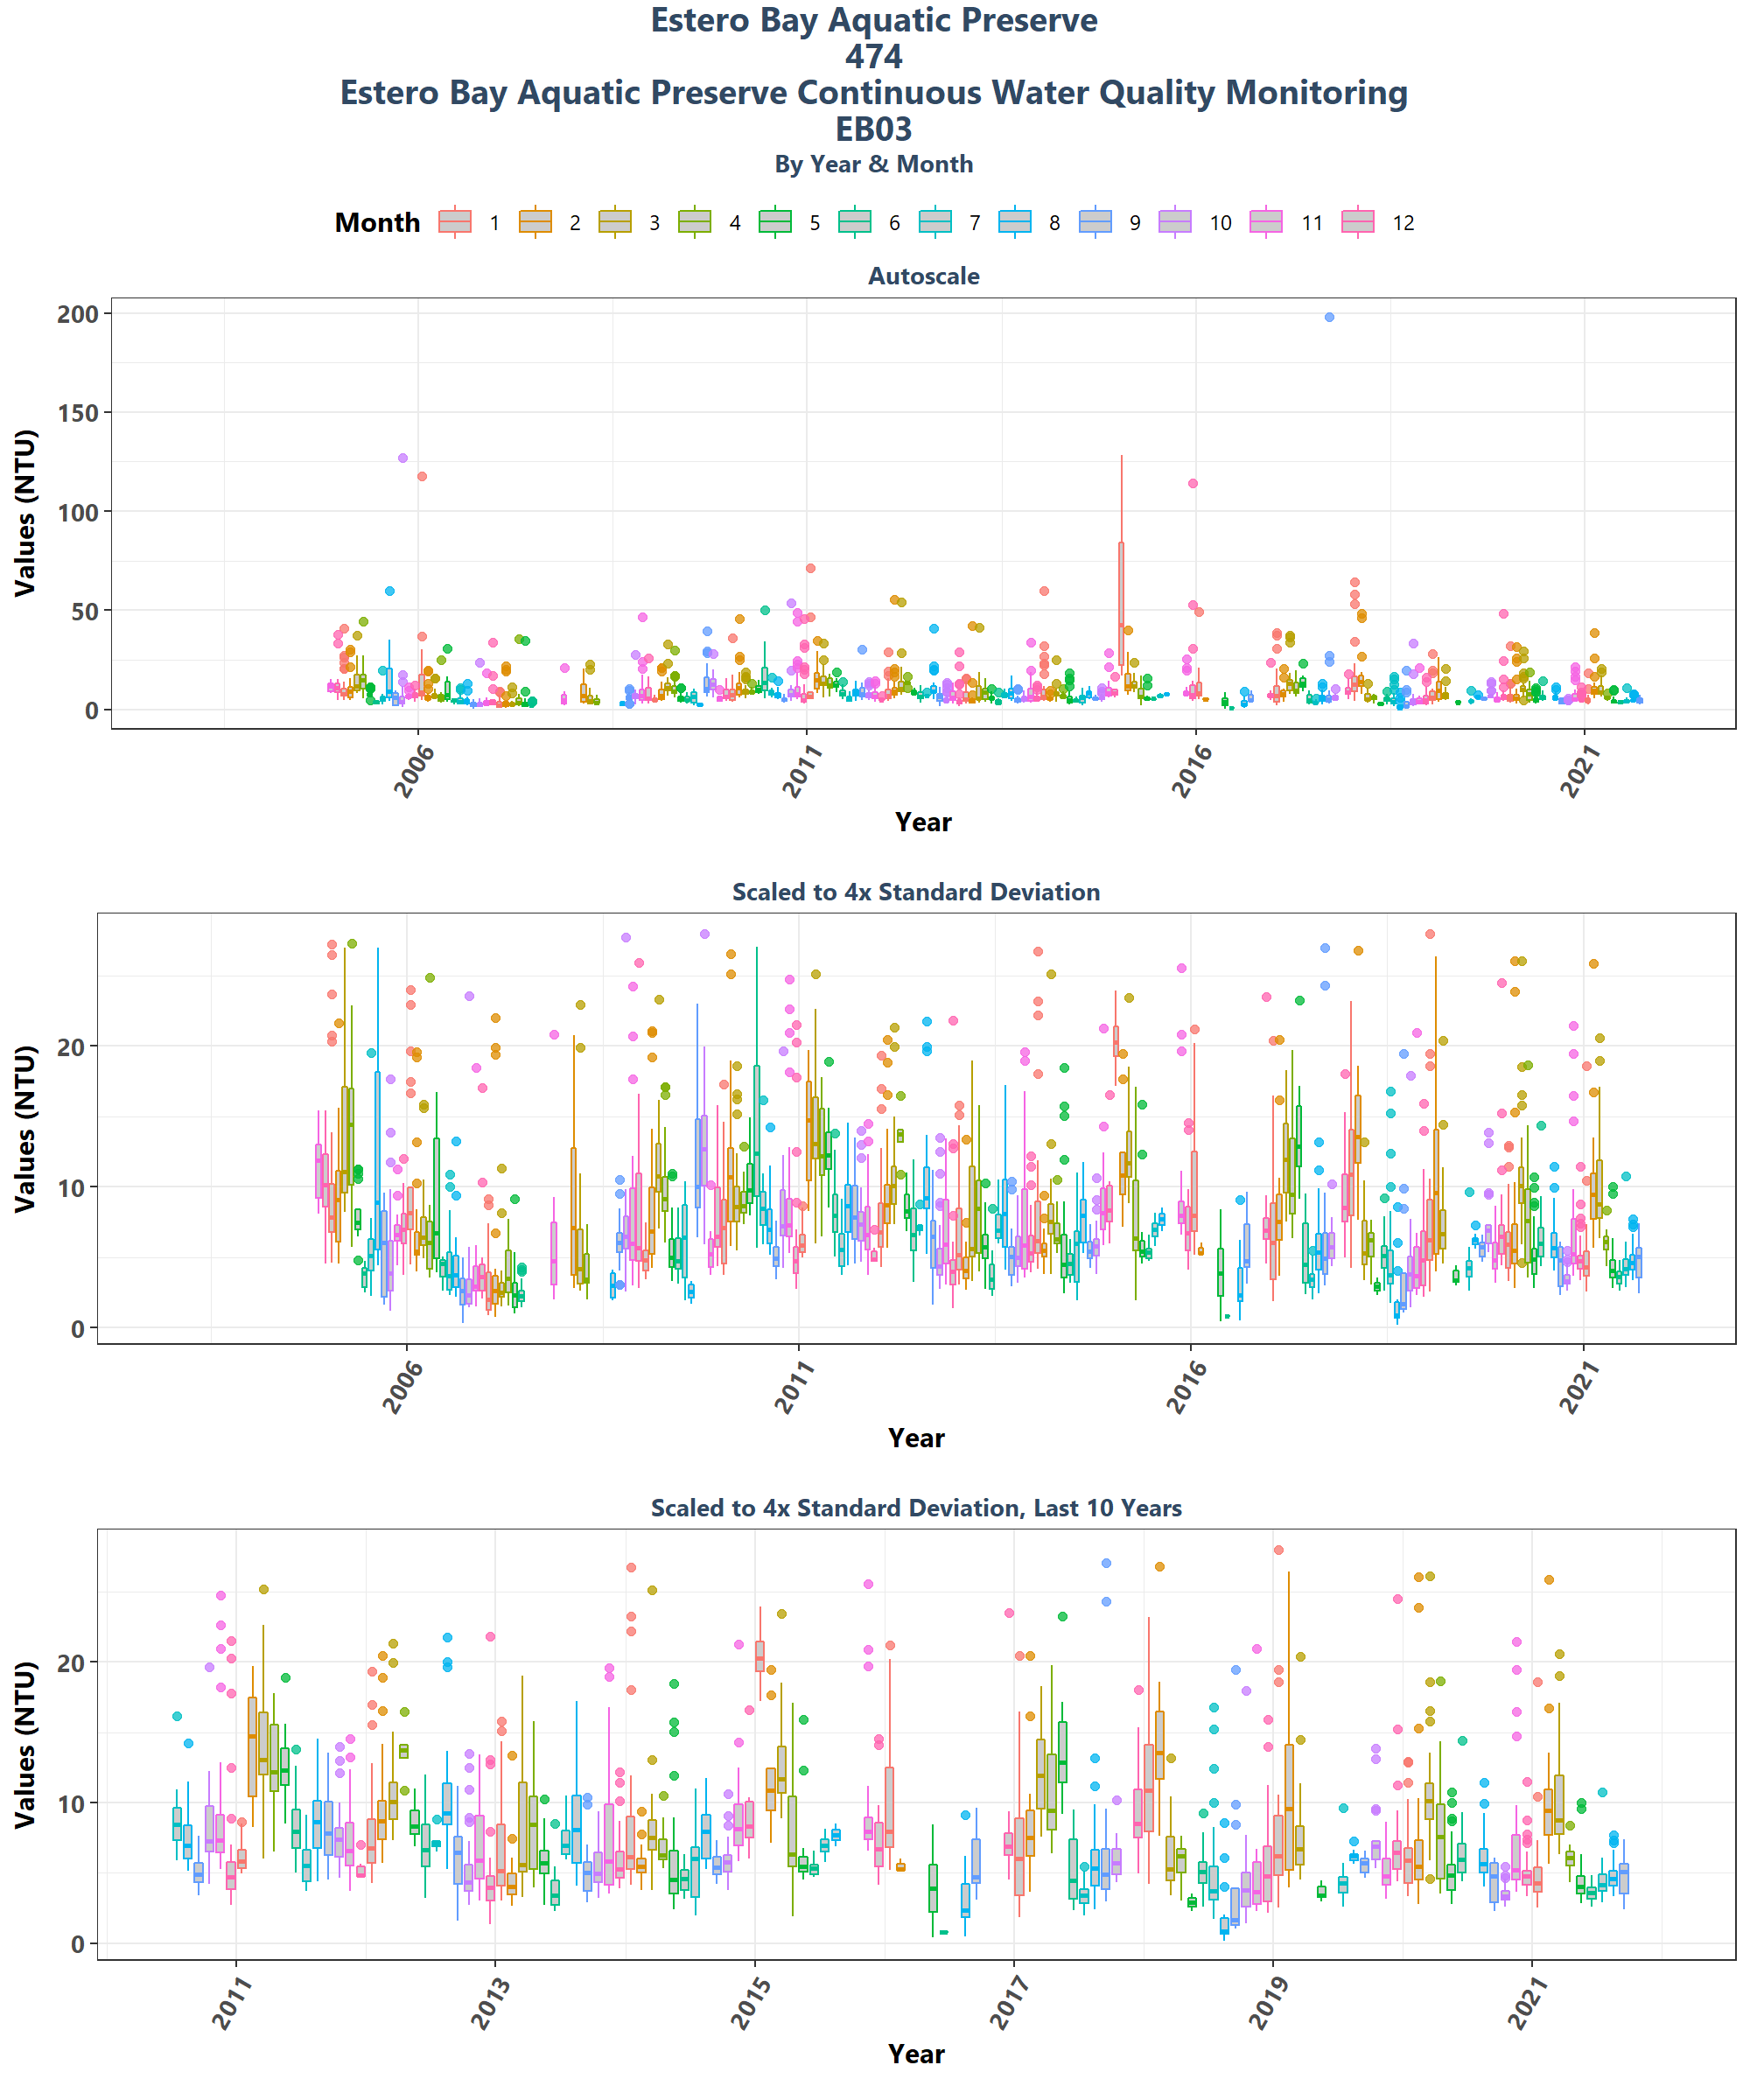 Estero Bay Aquatic Preserve
474
Estero Bay Aquatic Preserve Continuous Water Quality Monitoring
EB03
By Year & Month
Month 1 2 3 4 5 6 7 8 9 10 11 12
Autoscale
Values (NTU)
200
150
100
50
0
2006 2011 2016 2021
Year
Scaled to 4x Standard Deviation
Values (NTU)
20
10
0
2006 2011 2016 2021
Year
Scaled to 4x Standard Deviation, Last 10 Years
Values (NTU)
20
10
0
2011 2013 2015 2017 2019 2021
Year